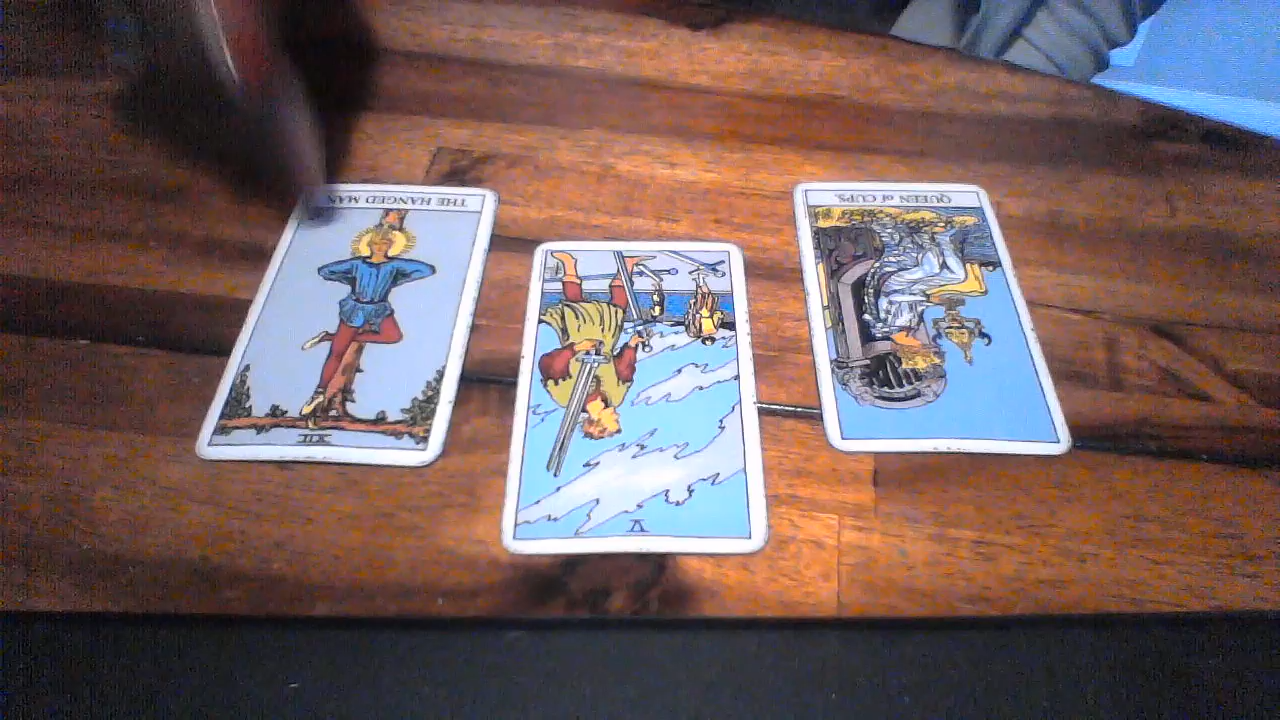 THE HANGED MAN.
XII
V
QUEEN of CUPS.